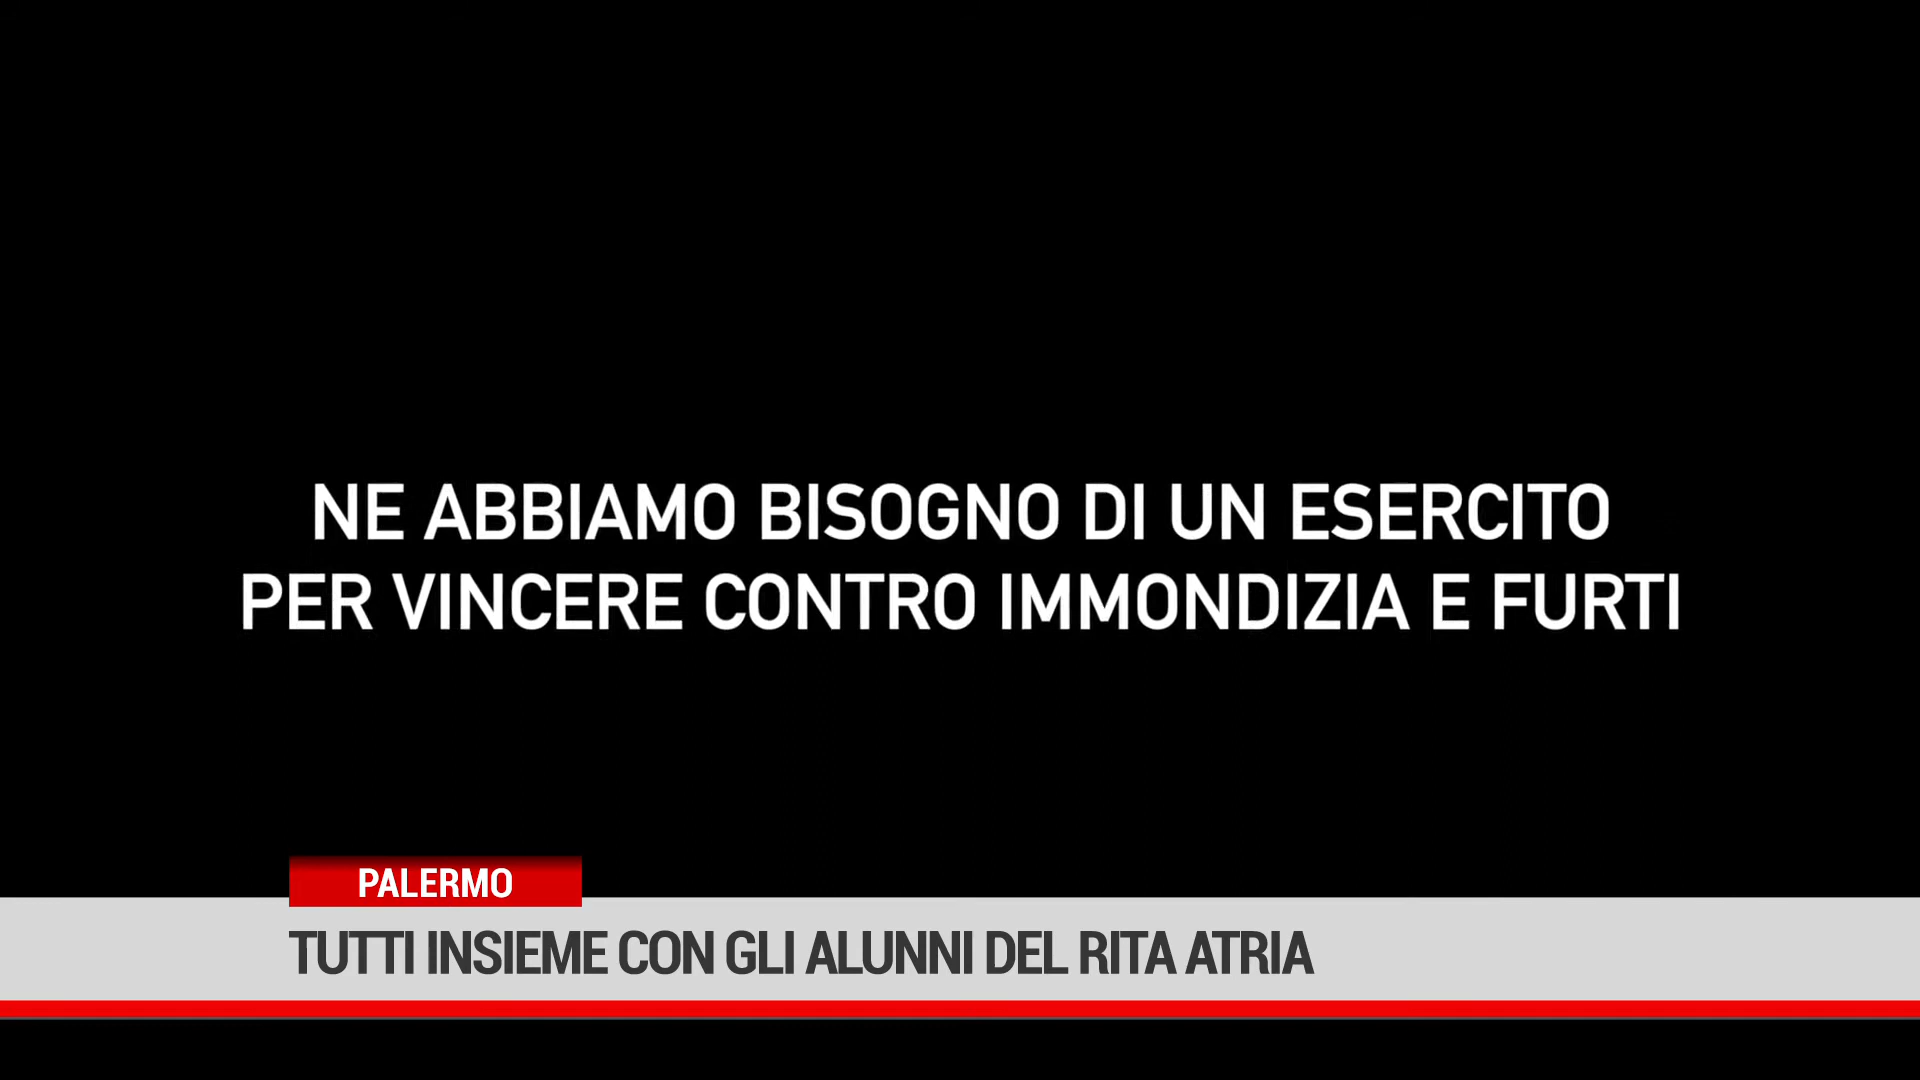 NE ABBIAMO BISOGNO DI UN ESERCITO
PER VINCERE CONTRO IMMONDIZIA E FURTI
PALERMO
TUTTI INSIEME CON GLI ALUNNI DEL RITA ATRIA